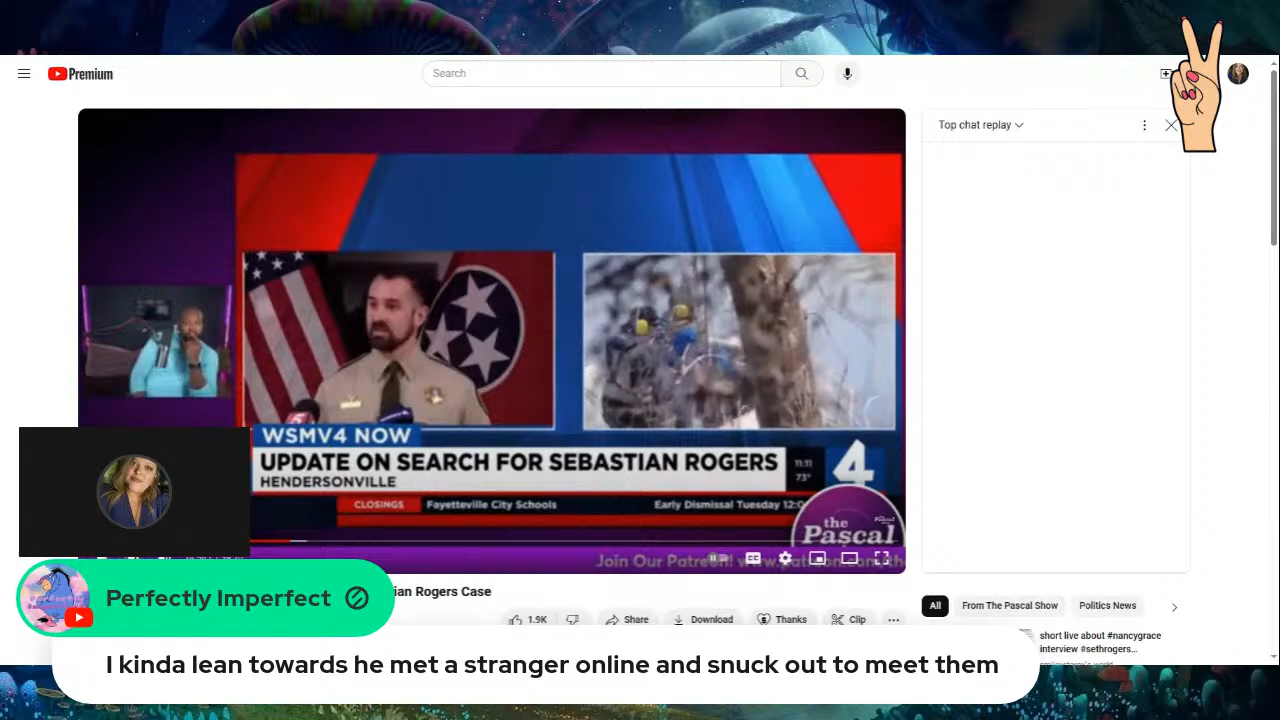 Premium
Search
Top chat replay
WSMV4 NOW
UPDATE ON SEARCH FOR SEBASTIAN ROGERS
HENDERSONVILLE
11:11
73°
4
CLOSINGS Fayetteville City Schools Early Dismissal Tuesday 12:0
the
Pascal
Join Our Patreon! www.pat
ian Rogers Case
1.9K Share Download Thanks Clip
All From The Pascal Show Politics News
short live about #nancygrace
interview #sethrogers…
Perfectly Imperfect
I kinda lean towards he met a stranger online and snuck out to meet them